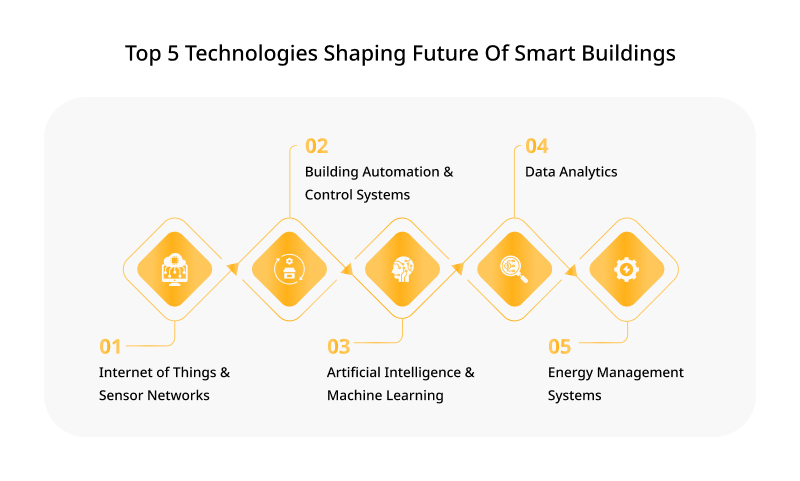 Top 5 Technologies Shaping Future Of Smart Buildings
01
Internet of Things &
Sensor Networks
02
Building Automation &
Control Systems
03
Artificial Intelligence &
Machine Learning
04
Data Analytics
05
Energy Management
Systems